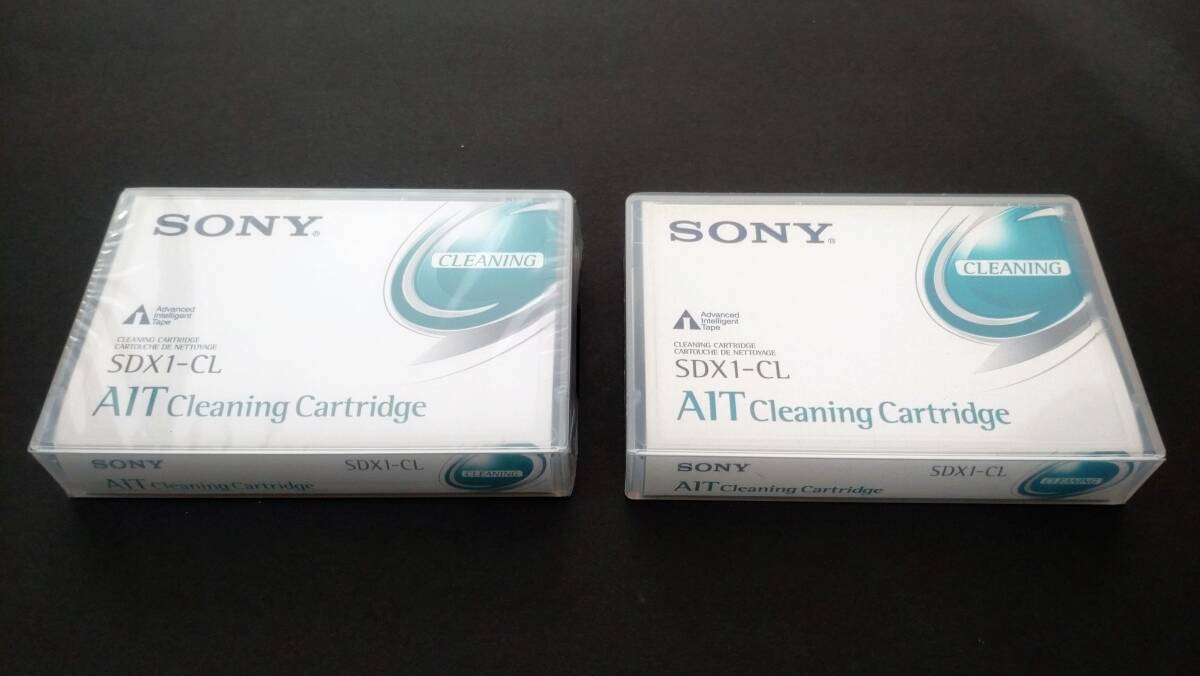 SONY®
CLEANING
Advanced
Intelligent
Tape
CLEANING CARTRIDGE
CARTOUCHE DE NETTOYAGE
SDX1-CL
AIT Cleaning Cartridge
SONY
SDX1-CL
CLEANING
AIT Cleaning Cartridge
SONY®
CLEANING
Advanced
Intelligent
Tape
CLEANING CARTRIDGE
CARTOUCHE DE NETTOYAGE
SDX1-CL
AIT Cleaning Cartridge
SONY
SDX1-CL
CLEANING
AIT Cleaning Cartridge